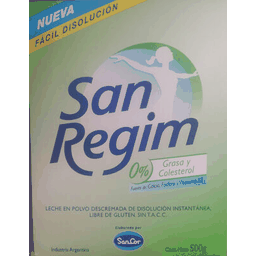 NUEVA
FÁCIL DISOLUCIÓN
San
Regim
0% Grasa y
Colesterol
LECHE EN POLVO DESCREMADA DE DISOLUCIÓN INSTANTÁNEA,
LIBRE DE GLUTEN, SIN T.A.C.C.
SanCor
Industria Argentina
500g